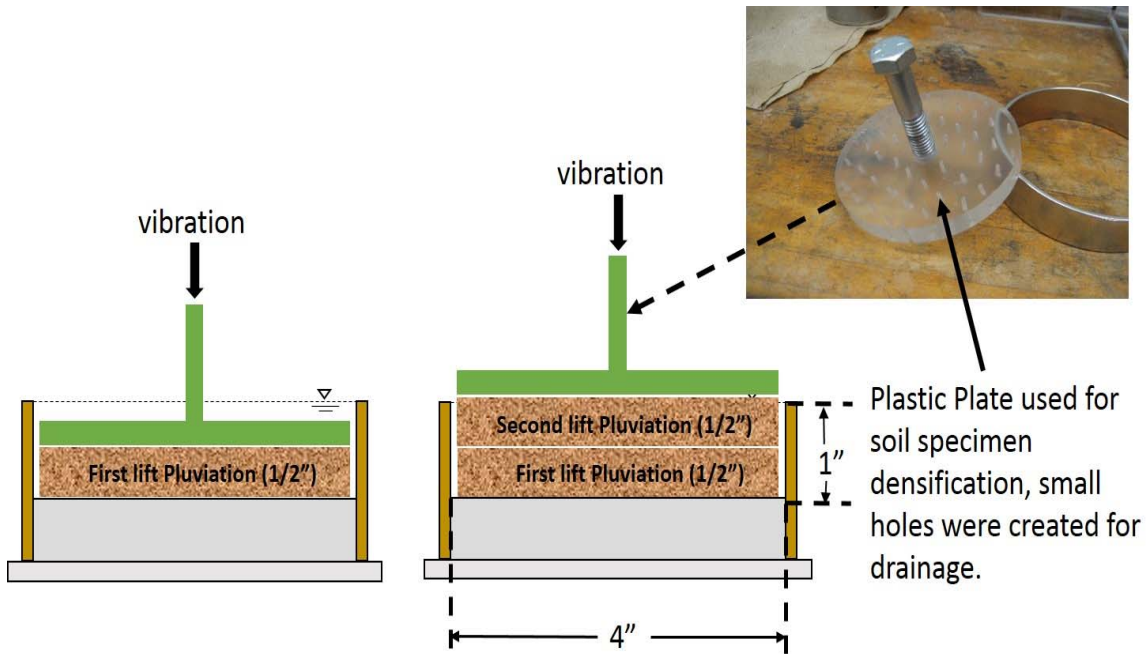 vibration
vibration
First lift Pluviation (1/2”)
Second lift Pluviation (1/2”)
First lift Pluviation (1/2”)
1”
4”
Plastic Plate used for
soil specimen
densification, small
holes were created for
drainage.